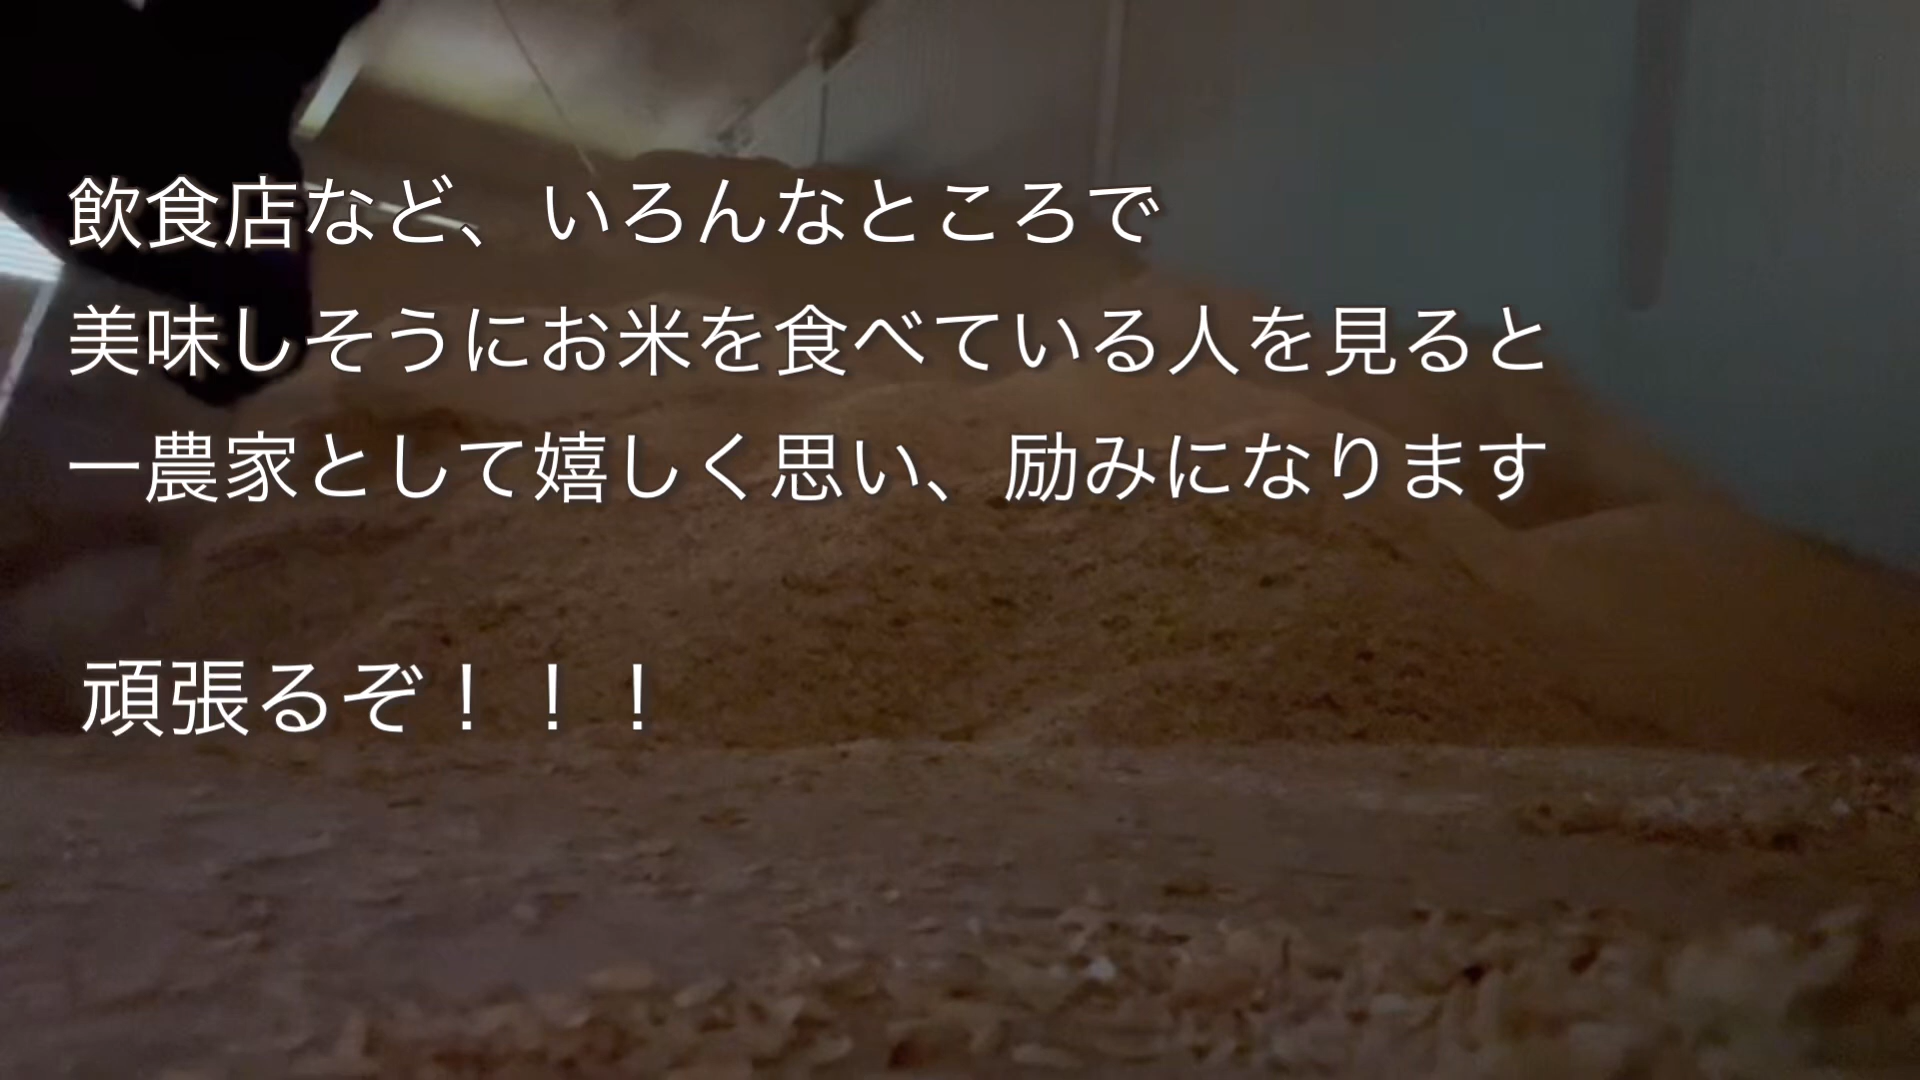 飲食店など、いろんなところで
美味しそうにお米を食べている人を見ると
一農家として嬉しく思い、励みになります
頑張るぞ！！！